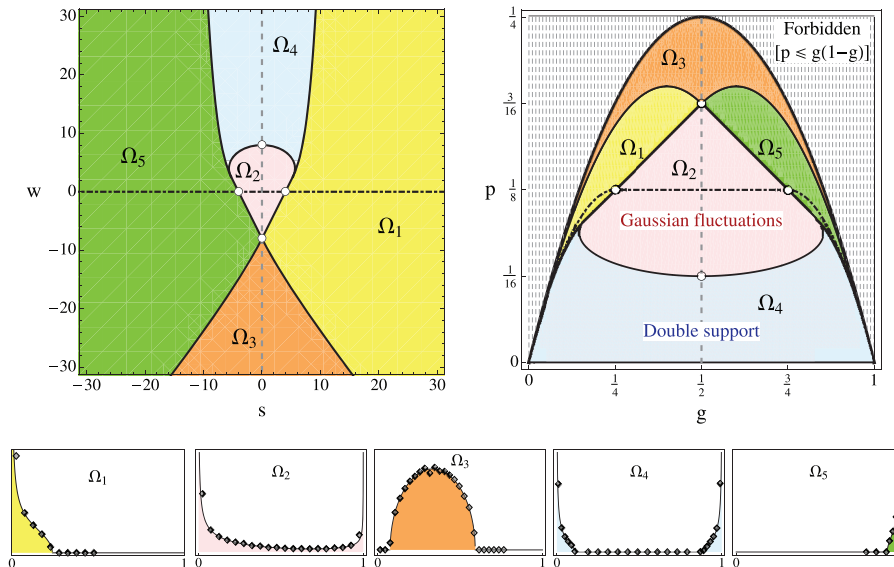 30
20
10
0
−10
−20
−30
w
−30 −20 −10 0 10 20 30
s
Ω4
Ω5
Ω2
Ω1
Ω3
1/4
3/16
p 1/8
1/16
0
0 1/4 1/2 3/4 1
g
Forbidden
[p ⩽ g(1−g)]
Ω3
Ω1
Ω5
Ω2
Gaussian fluctuations
Ω4
Double support
Ω1
0 1
Ω2
0 1
Ω3
0 1
Ω4
0 1
Ω5
0 1